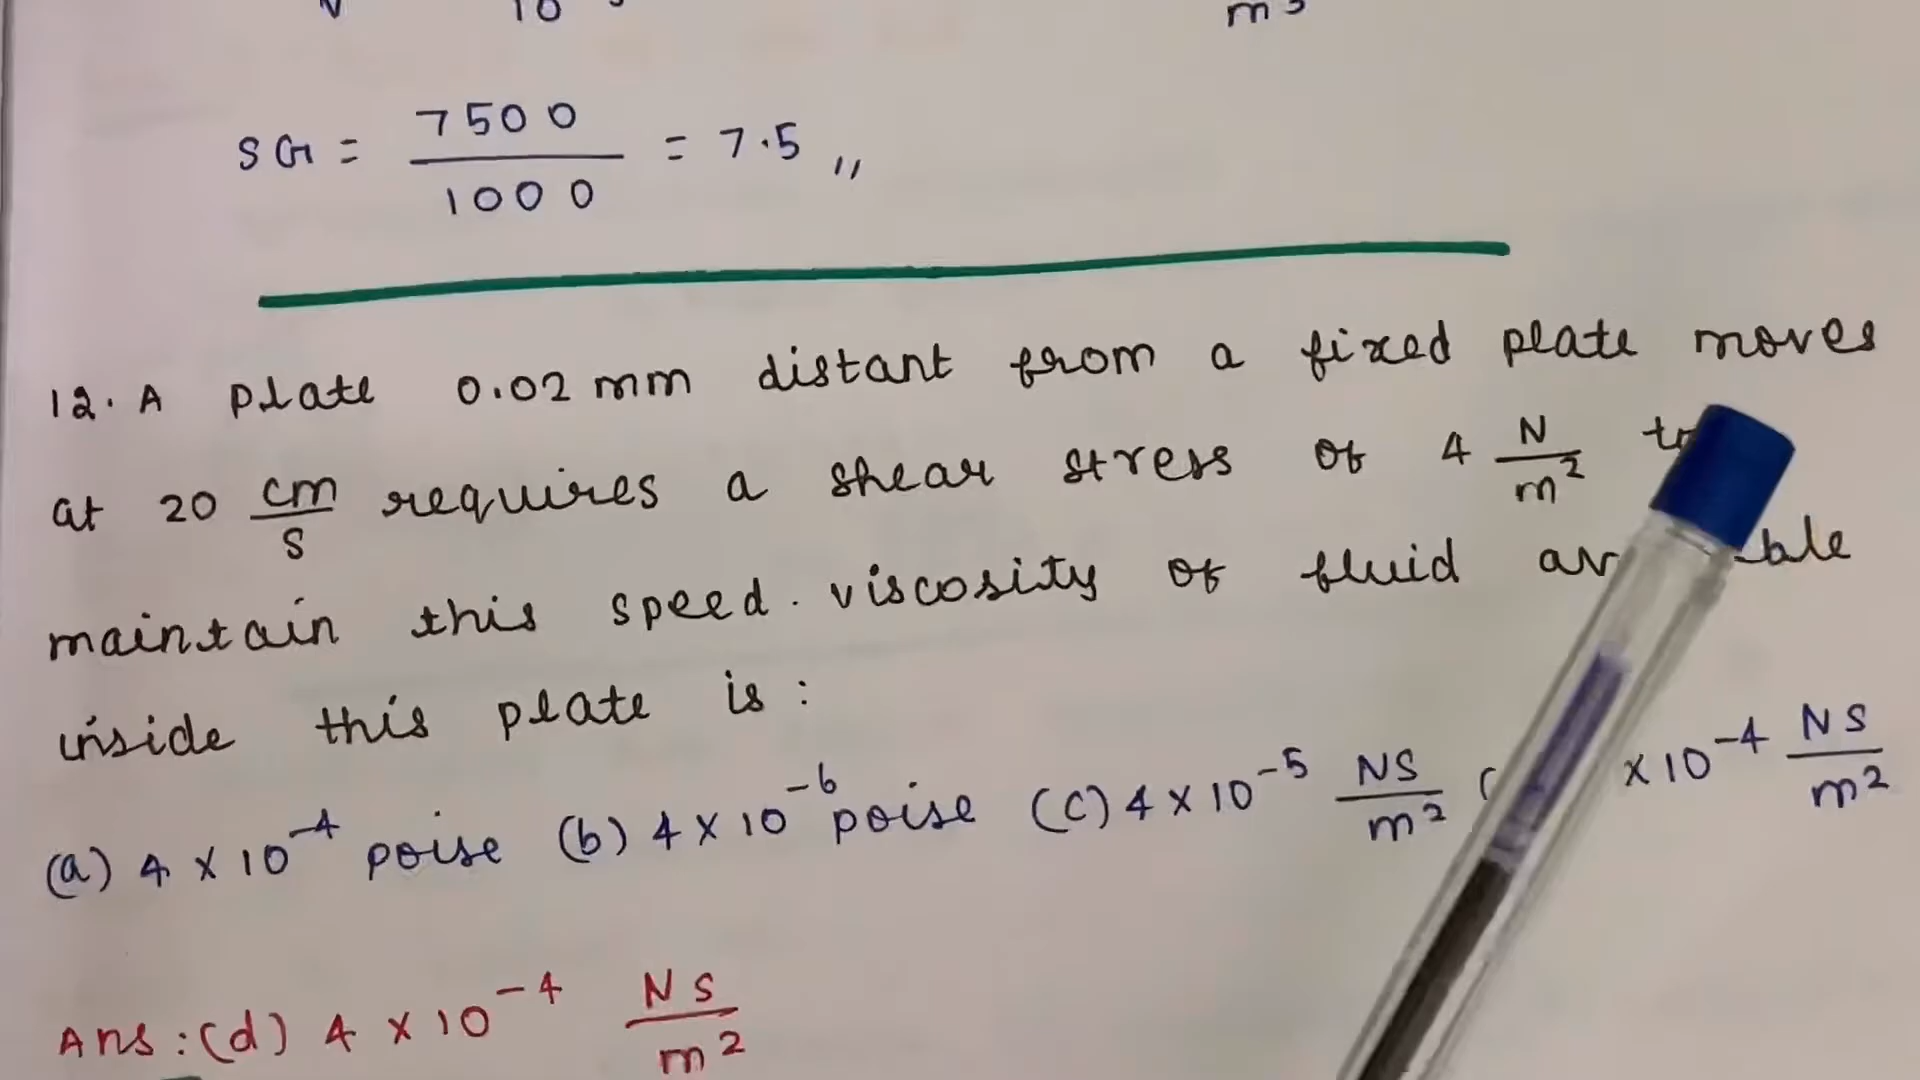 10
m³
SG = 7500/1000 = 7.5 ,,
12. A plate 0.02 mm distant from a fixed plate moves
at 20 cm/s requires a shear stress of 4 N/m²
maintain this speed. viscosity of fluid
inside this plate is :
(a) 4 × 10⁻⁴ poise (b) 4 × 10⁻⁶ poise (c) 4 × 10⁻⁵ NS/m² × 10⁻⁴ NS/m²
Ans : (d) 4 × 10⁻⁴ NS/m²